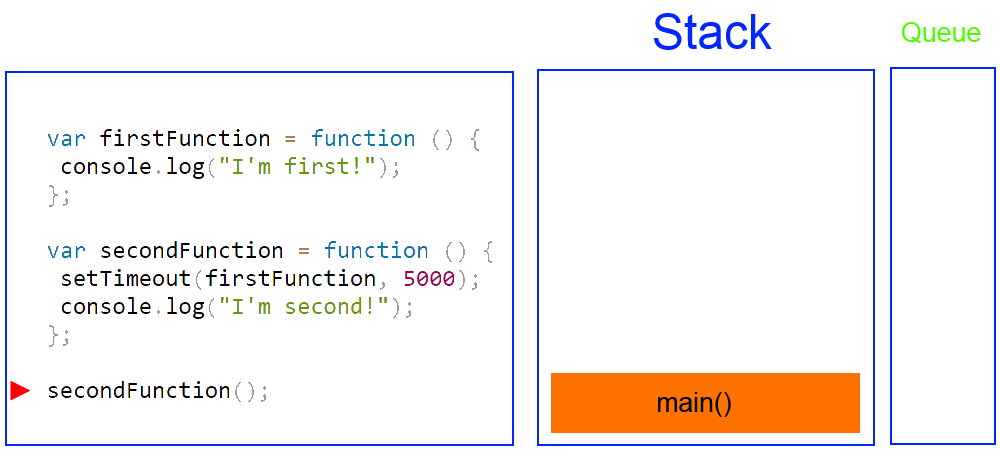 Stack
Queue
var firstFunction = function () {
 console.log("I'm first!");
};
var secondFunction = function () {
 setTimeout(firstFunction, 5000);
 console.log("I'm second!");
};
secondFunction();
main()